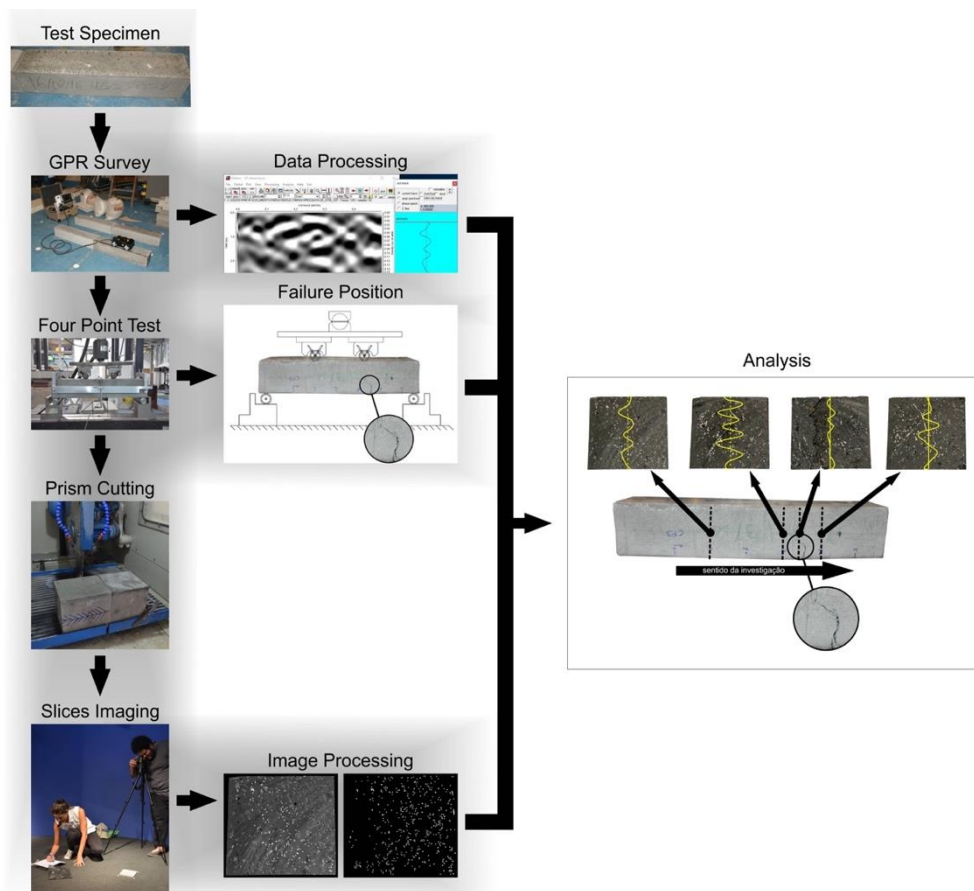 Test Specimen
GPR Survey
Data Processing
Four Point Test
Failure Position
Analysis
Prism Cutting
sentido da investigação
Slices Imaging
Image Processing